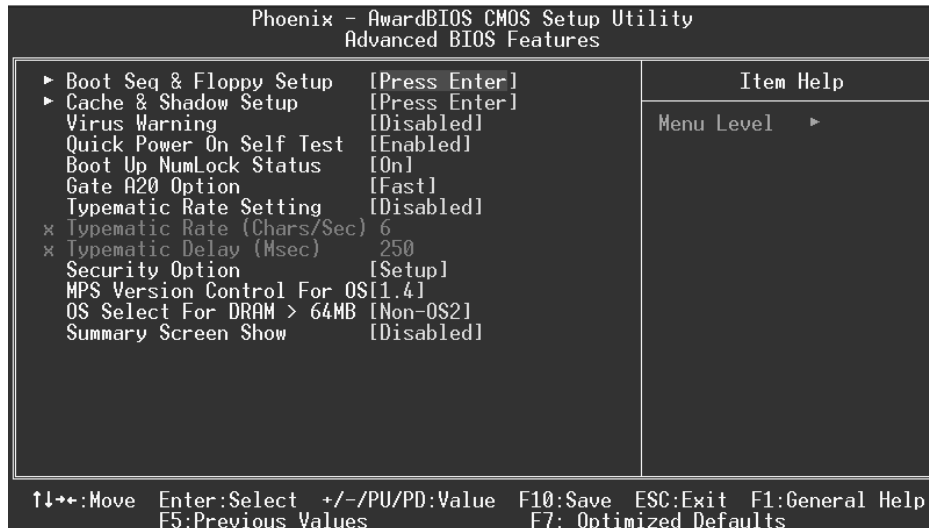 Phoenix - AwardBIOS CMOS Setup Utility
Advanced BIOS Features
► Boot Seq & Floppy Setup [Press Enter]
► Cache & Shadow Setup [Press Enter]
Virus Warning [Disabled]
Quick Power On Self Test [Enabled]
Boot Up NumLock Status [On]
Gate A20 Option [Fast]
Typematic Rate Setting [Disabled]
x Typematic Rate (Chars/Sec) 6
x Typematic Delay (Msec) 250
Security Option [Setup]
MPS Version Control For OS[1.4]
OS Select For DRAM > 64MB [Non-OS2]
Summary Screen Show [Disabled]
Item Help
Menu Level ►
↑↓→←:Move Enter:Select +/-/PU/PD:Value F10:Save ESC:Exit F1:General Help
F5:Previous Values F7: Optimized Defaults